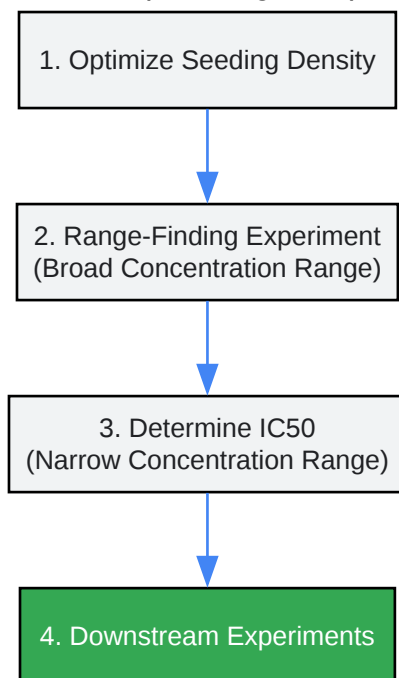 1. Optimize Seeding Density
2. Range-Finding Experiment
(Broad Concentration Range)
3. Determine IC50
(Narrow Concentration Range)
4. Downstream Experiments